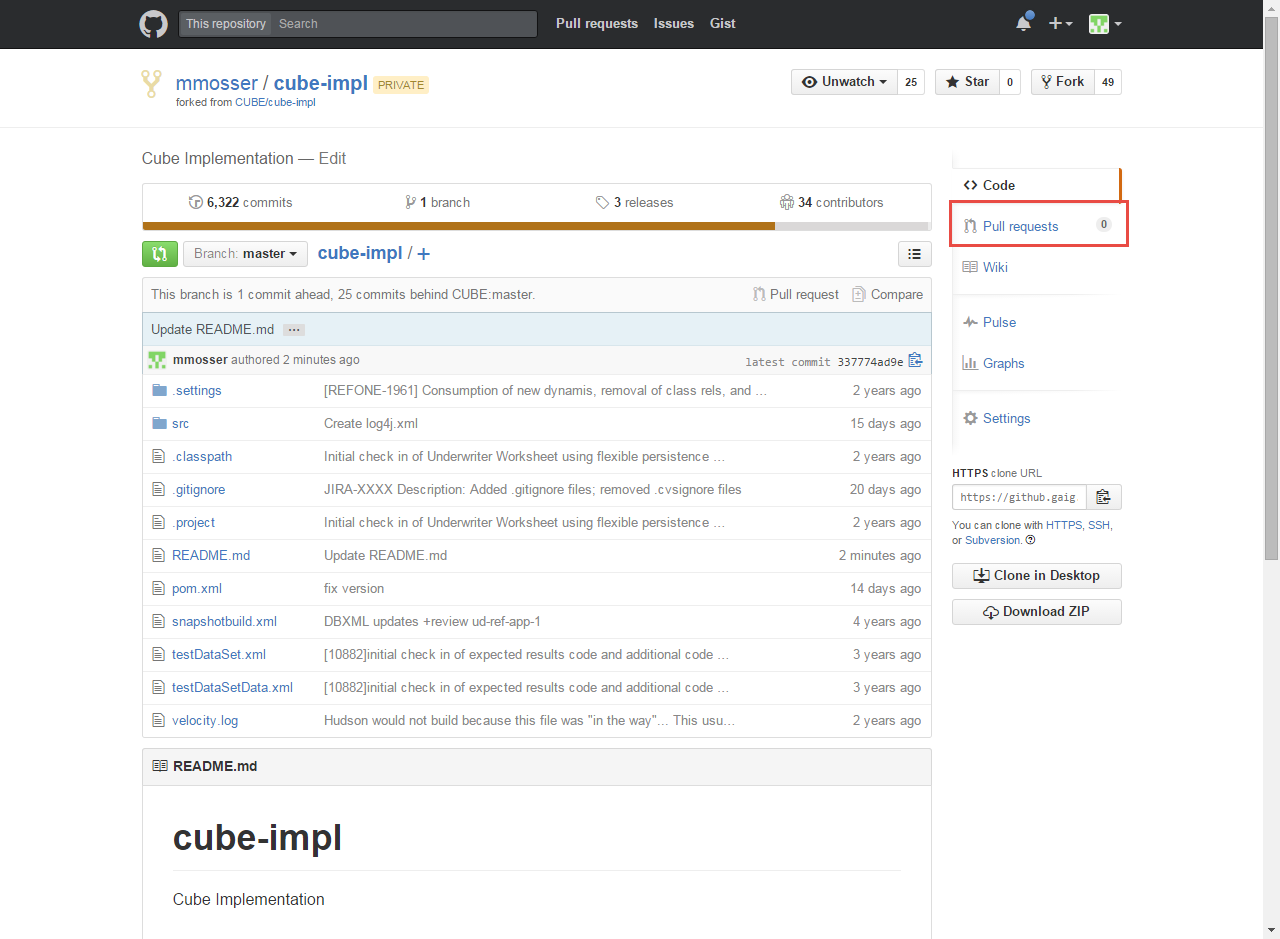 This repository Search Pull requests Issues Gist
mmosser / cube-impl PRIVATE
forked from CUBE/cube-impl
Unwatch 25 Star 0 Fork 49
Cube Implementation — Edit
6,322 commits 1 branch 3 releases 34 contributors
Branch: master cube-impl / +
This branch is 1 commit ahead, 25 commits behind CUBE:master. Pull request Compare
Update README.md ...
mmosser authored 2 minutes ago latest commit 337774ad9e
.settings [REFONE-1961] Consumption of new dynamis, removal of class rels, and ... 2 years ago
src Create log4j.xml 15 days ago
.classpath Initial check in of Underwriter Worksheet using flexible persistence ... 2 years ago
.gitignore JIRA-XXXX Description: Added .gitignore files; removed .cvsignore files 20 days ago
.project Initial check in of Underwriter Worksheet using flexible persistence ... 2 years ago
README.md Update README.md 2 minutes ago
pom.xml fix version 14 days ago
snapshotbuild.xml DBXML updates +review ud-ref-app-1 4 years ago
testDataSet.xml [10882]initial check in of expected results code and additional code ... 3 years ago
testDataSetData.xml [10882]initial check in of expected results code and additional code ... 3 years ago
velocity.log Hudson would not build because this file was "in the way"... This usu... 2 years ago
README.md
cube-impl
Cube Implementation
Code
Pull requests 0
Wiki
Pulse
Graphs
Settings
HTTPS clone URL
https://github.gaig
You can clone with HTTPS, SSH,
or Subversion.
Clone in Desktop
Download ZIP